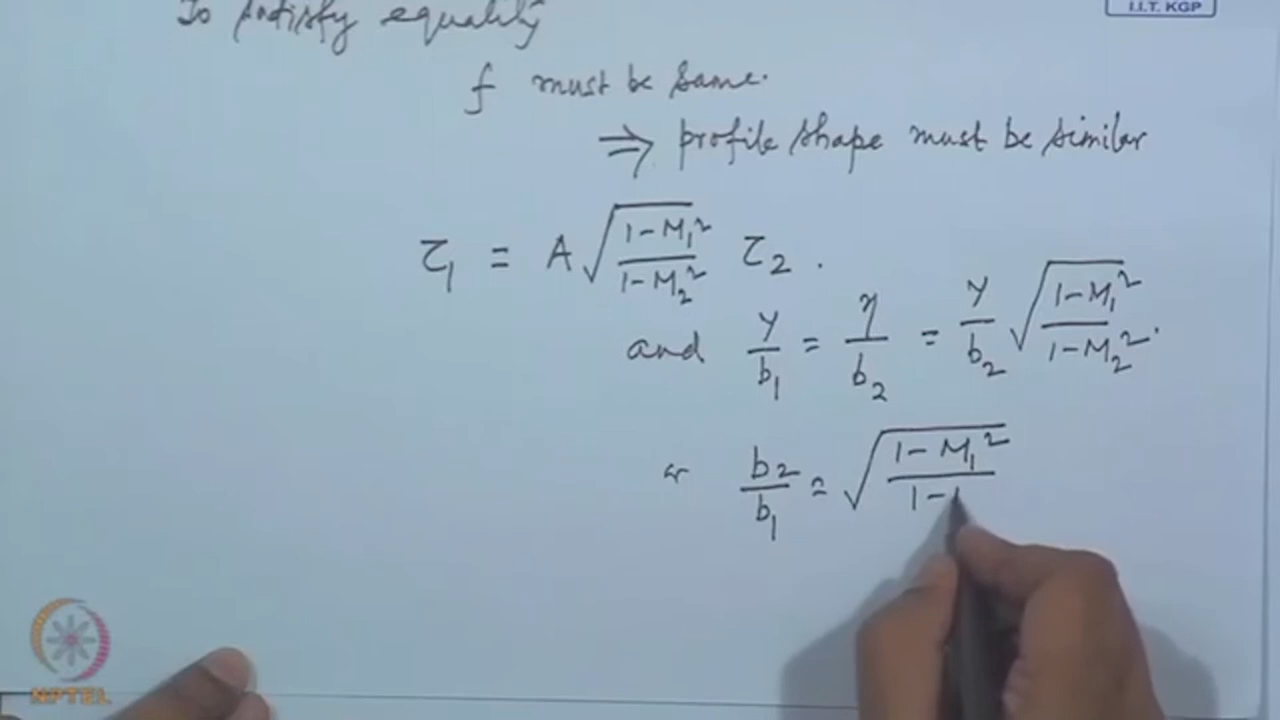 I.I.T. KGP
To satisfy equality
f must be same.
⇒ profile shape must be similar
τ₁ = A √((1-M₁²)/(1-M₂²)) τ₂ .
and y/b₁ = η/b₂ = y/b₂ √((1-M₁²)/(1-M₂²)) .
or b₂/b₁ = √((1-M₁²)/(1-
NPTEL